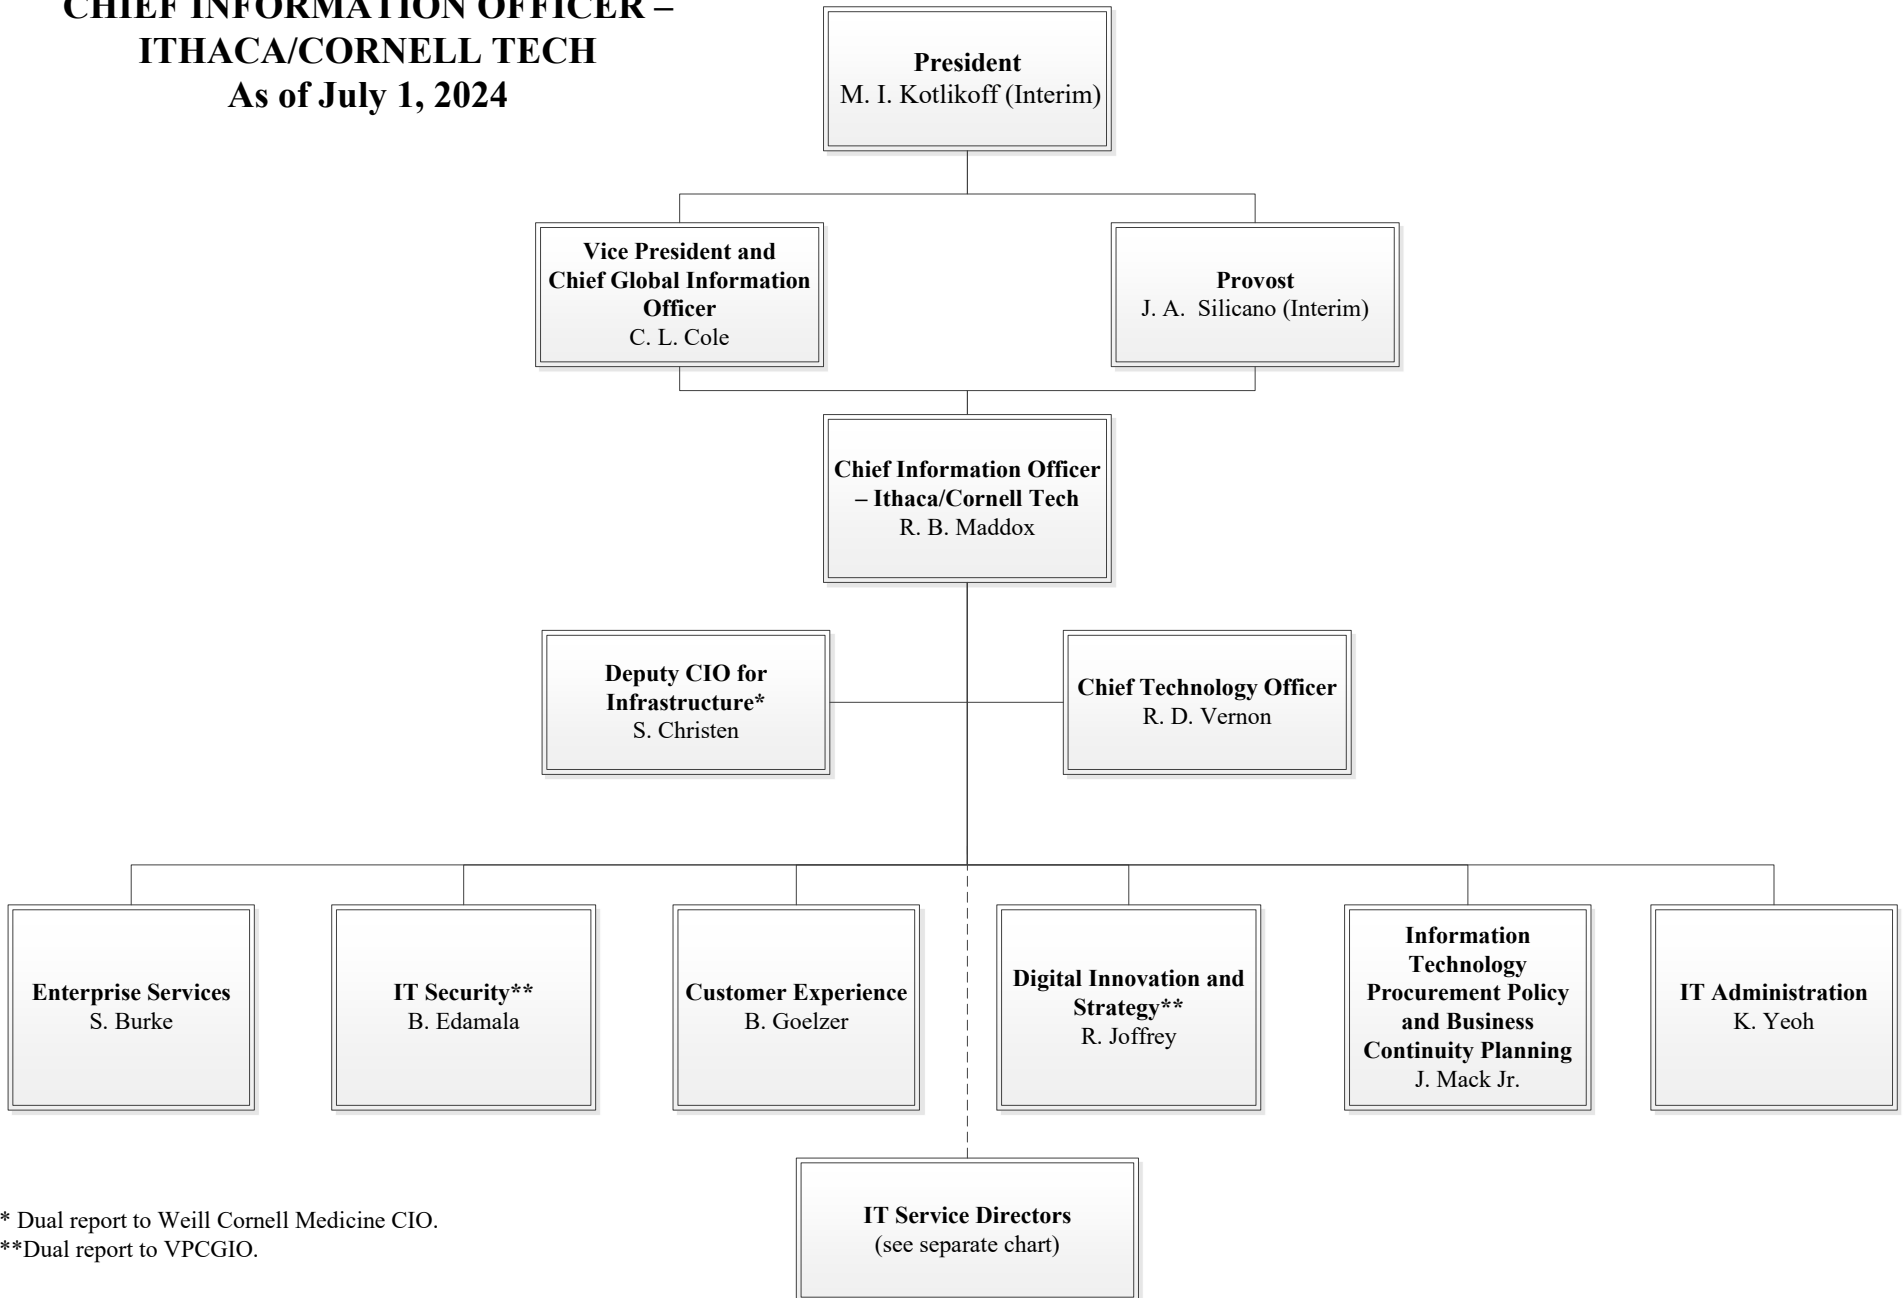 CHIEF INFORMATION OFFICER –
ITHACA/CORNELL TECH
As of July 1, 2024
President
M. I. Kotlikoff (Interim)
Vice President and
Chief Global Information
Officer
C. L. Cole
Provost
J. A.  Silicano (Interim)
Chief Information Officer
– Ithaca/Cornell Tech
R. B. Maddox
Deputy CIO for
Infrastructure*
S. Christen
Chief Technology Officer
R. D. Vernon
Enterprise Services
S. Burke
IT Security**
B. Edamala
Customer Experience
B. Goelzer
Digital Innovation and
Strategy**
R. Joffrey
Information
Technology
Procurement Policy
and Business
Continuity Planning
J. Mack Jr.
IT Administration
K. Yeoh
IT Service Directors
(see separate chart)
* Dual report to Weill Cornell Medicine CIO.
**Dual report to VPCGIO.